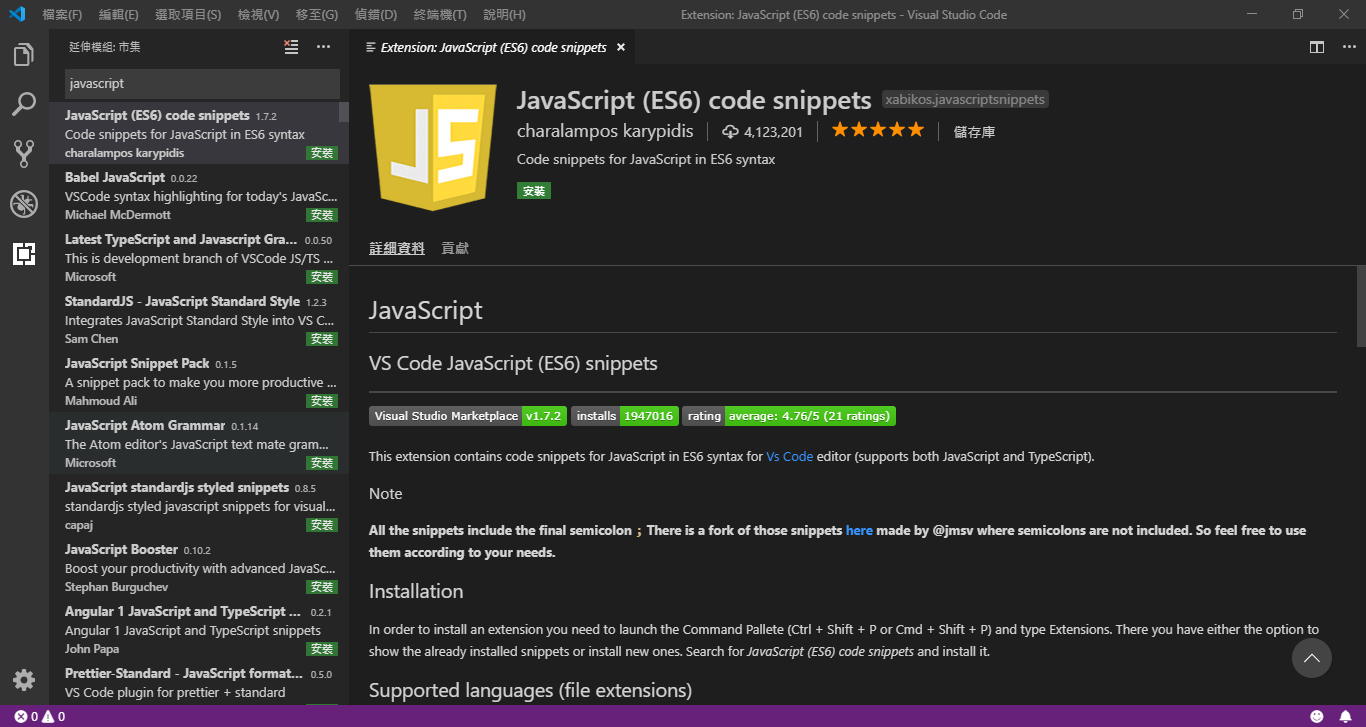 檔案(F) 編輯(E) 選取項目(S) 檢視(V) 移至(G) 偵錯(D) 終端機(T) 說明(H) Extension: JavaScript (ES6) code snippets - Visual Studio Code
延伸模組: 市集
javascript
JavaScript (ES6) code snippets 1.7.2
Code snippets for JavaScript in ES6 syntax
charalampos karypidis 安裝
Babel JavaScript 0.0.22
VSCode syntax highlighting for today's JavaSc...
Michael McDermott 安裝
Latest TypeScript and Javascript Gra... 0.0.50
This is development branch of VSCode JS/TS ...
Microsoft 安裝
StandardJS - JavaScript Standard Style 1.2.3
Integrates JavaScript Standard Style into VS C...
Sam Chen 安裝
JavaScript Snippet Pack 0.1.5
A snippet pack to make you more productive ...
Mahmoud Ali 安裝
JavaScript Atom Grammar 0.1.14
The Atom editor's JavaScript text mate gram...
Microsoft 安裝
JavaScript standardjs styled snippets 0.8.5
standardjs styled javascript snippets for visual...
capaj 安裝
JavaScript Booster 0.10.2
Boost your productivity with advanced JavaSc...
Stephan Burguchev 安裝
Angular 1 JavaScript and TypeScript ... 0.2.1
Angular 1 JavaScript and TypeScript snippets
John Papa 安裝
Prettier-Standard - JavaScript format... 0.5.0
VS Code plugin for prettier + standard
Extension: JavaScript (ES6) code snippets
JS
JavaScript (ES6) code snippets xabikos.javascriptsnippets
charalampos karypidis 4,123,201 儲存庫
Code snippets for JavaScript in ES6 syntax
安裝
詳細資料 貢獻
JavaScript
VS Code JavaScript (ES6) snippets
Visual Studio Marketplace v1.7.2 installs 1947016 rating average: 4.76/5 (21 ratings)
This extension contains code snippets for JavaScript in ES6 syntax for Vs Code editor (supports both JavaScript and TypeScript).
Note
All the snippets include the final semicolon ; There is a fork of those snippets here made by @jmsv where semicolons are not included. So feel free to use
them according to your needs.
Installation
In order to install an extension you need to launch the Command Pallete (Ctrl + Shift + P or Cmd + Shift + P) and type Extensions. There you have either the option to
show the already installed snippets or install new ones. Search for JavaScript (ES6) code snippets and install it.
Supported languages (file extensions)
0 0